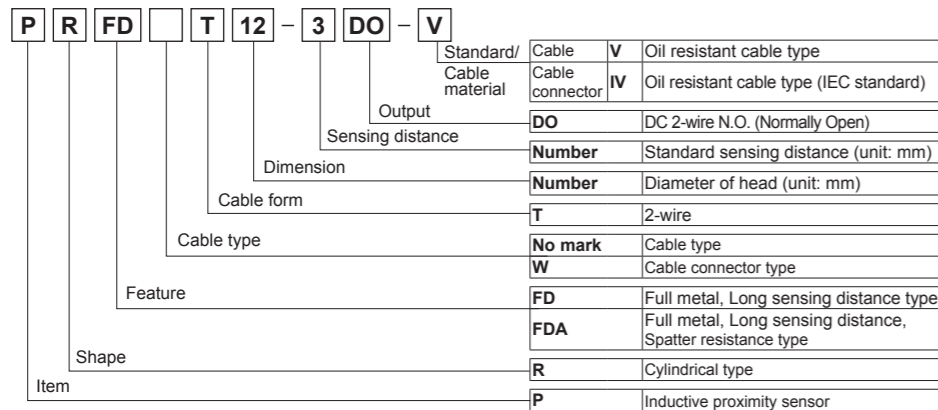 P R FD T 12 – 3 DO – V
Standard/
Cable
material
Cable V Oil resistant cable type
Cable
connector IV Oil resistant cable type (IEC standard)
Output
DO DC 2-wire N.O. (Normally Open)
Sensing distance
Number Standard sensing distance (unit: mm)
Dimension
Number Diameter of head (unit: mm)
Cable form
T 2-wire
Cable type
No mark Cable type
W Cable connector type
Feature
FD Full metal, Long sensing distance type
FDA Full metal, Long sensing distance,
Spatter resistance type
Shape
R Cylindrical type
Item
P Inductive proximity sensor